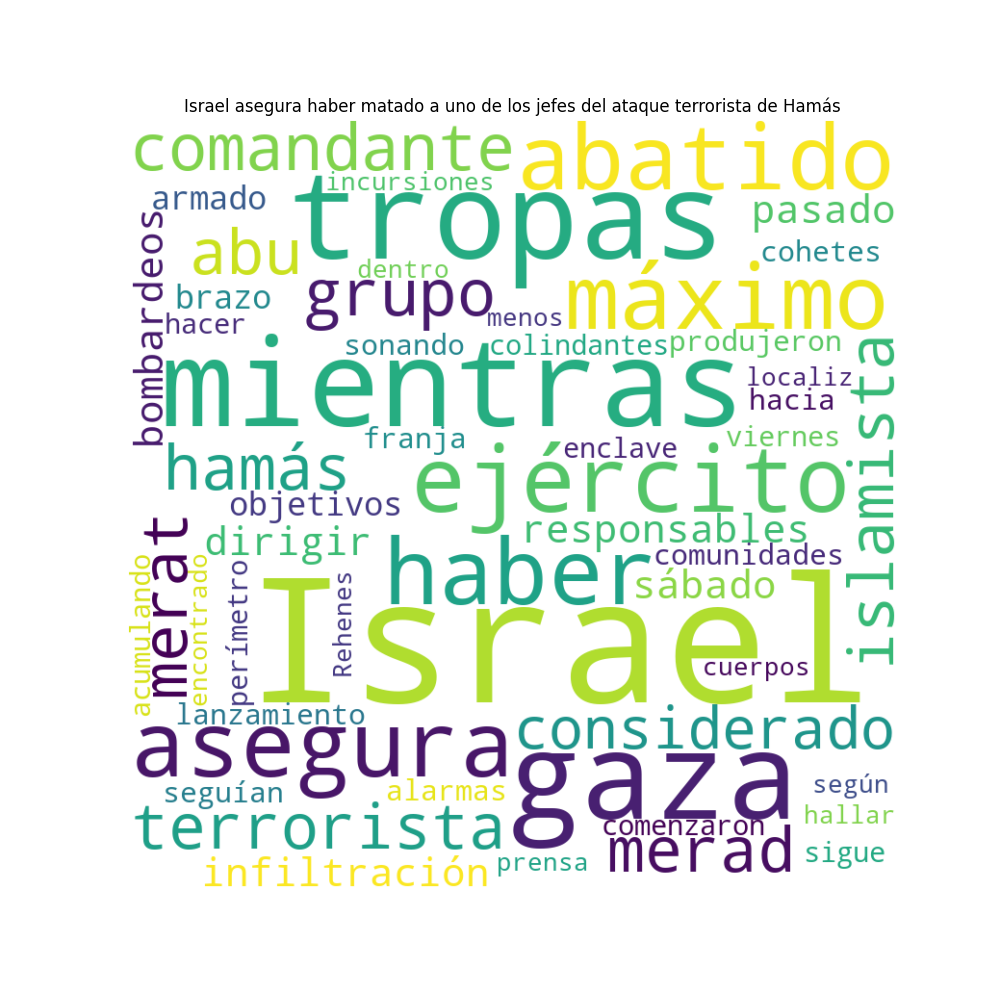 Israel asegura haber matado a uno de los jefes del ataque terrorista de Hamás
comandante
abatido
incursiones
tropas
armado
pasado
bombardeos
abu
cohetes
dentro
máximo
brazo
grupo
hacer
menos
sonando
colindantes
produjeron
mientras
islamista
localiz
hacia
franja
viernes
enclave
hamás
ejército
objetivos
merat
dirigir
responsables
haber
comunidades
acumulando
encontrado
perímetro
Rehenes
sábado
Israel
cuerpos
lanzamiento
considerado
asegura
gaza
seguían
alarmas
según
hallar
terrorista
comenzaron
merad
sigue
infiltración
prensa